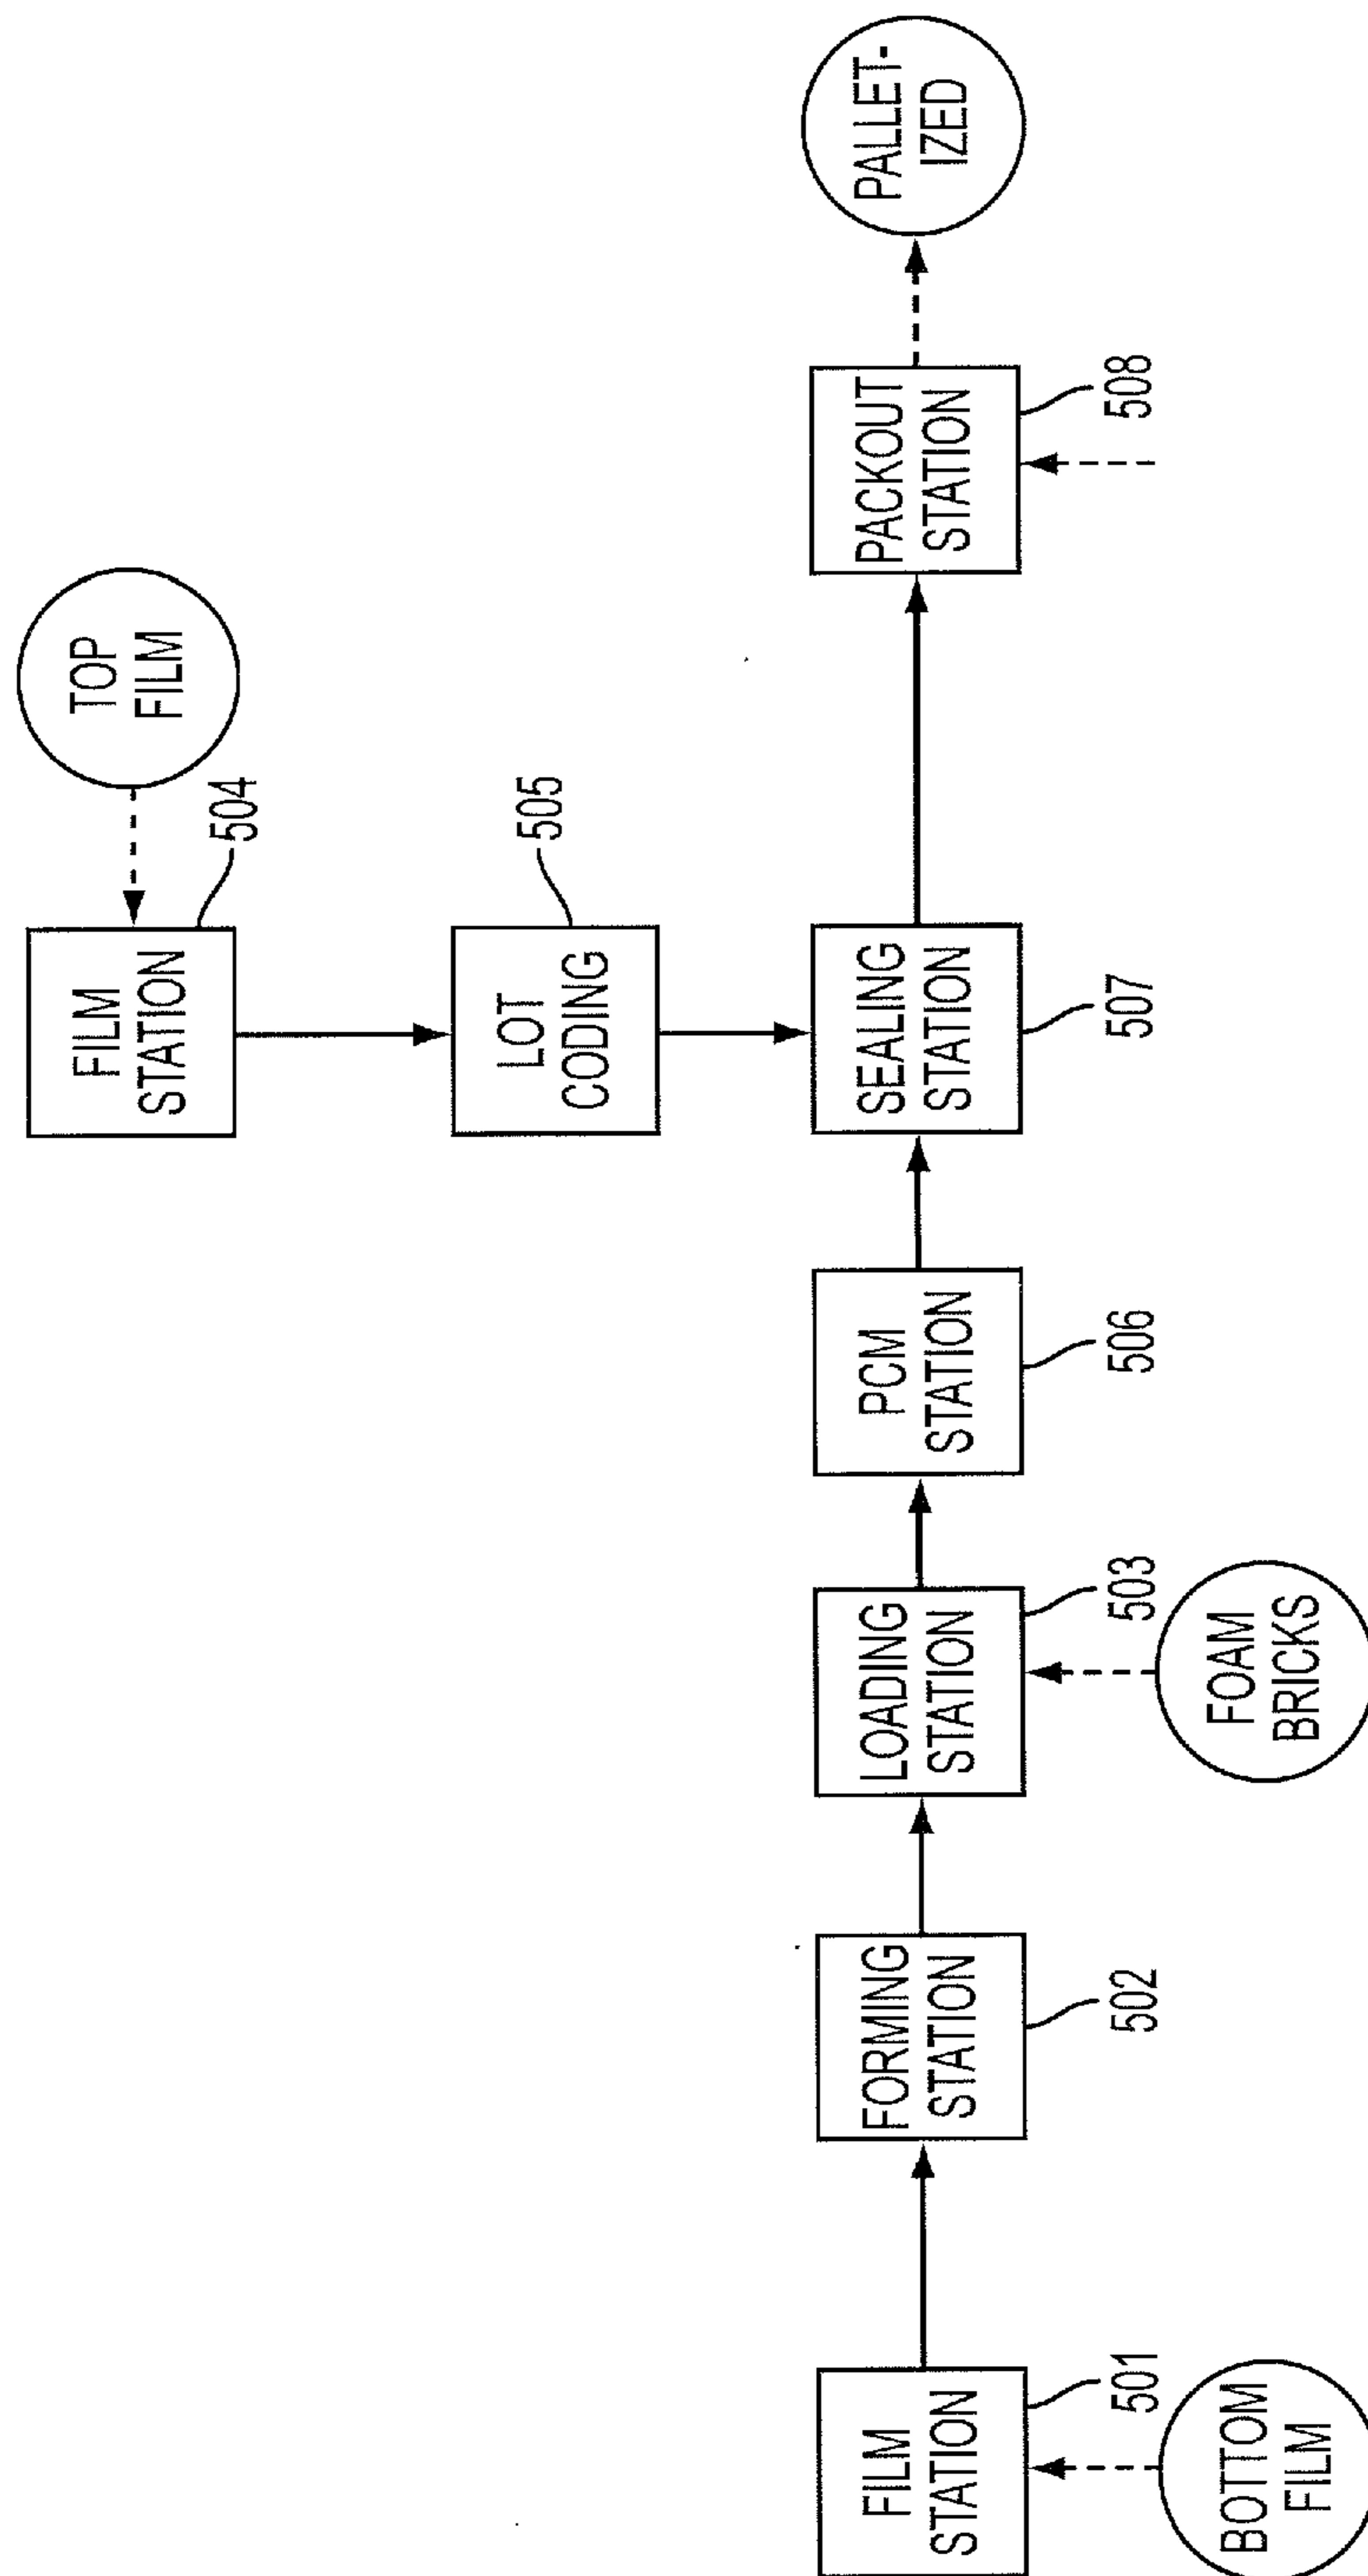 TOP
FILM
FILM
STATION
504
LOT
CODING
505
FILM
STATION
501
BOTTOM
FILM
FORMING
STATION
502
LOADING
STATION
503
FOAM
BRICKS
PCM
STATION
506
SEALING
STATION
507
PACKOUT
STATION
508
PALLET-
IZED